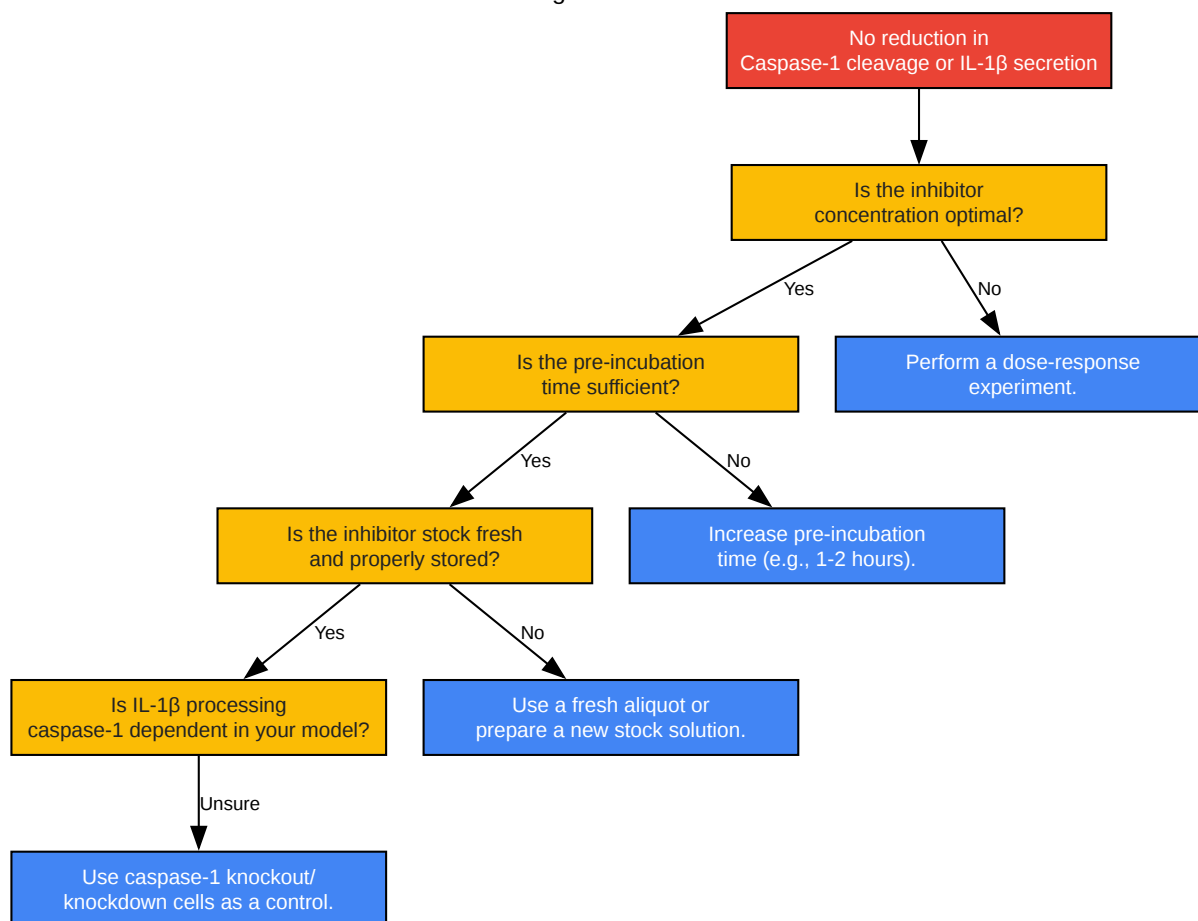 No reduction in
Caspase-1 cleavage or IL-1β secretion
Is the inhibitor
concentration optimal?
Yes
No
Is the pre-incubation
time sufficient?
Perform a dose-response
experiment.
Yes
No
Is the inhibitor stock fresh
and properly stored?
Increase pre-incubation
time (e.g., 1-2 hours).
Yes
No
Is IL-1β processing
caspase-1 dependent in your model?
Use a fresh aliquot or
prepare a new stock solution.
Unsure
Use caspase-1 knockout/
knockdown cells as a control.